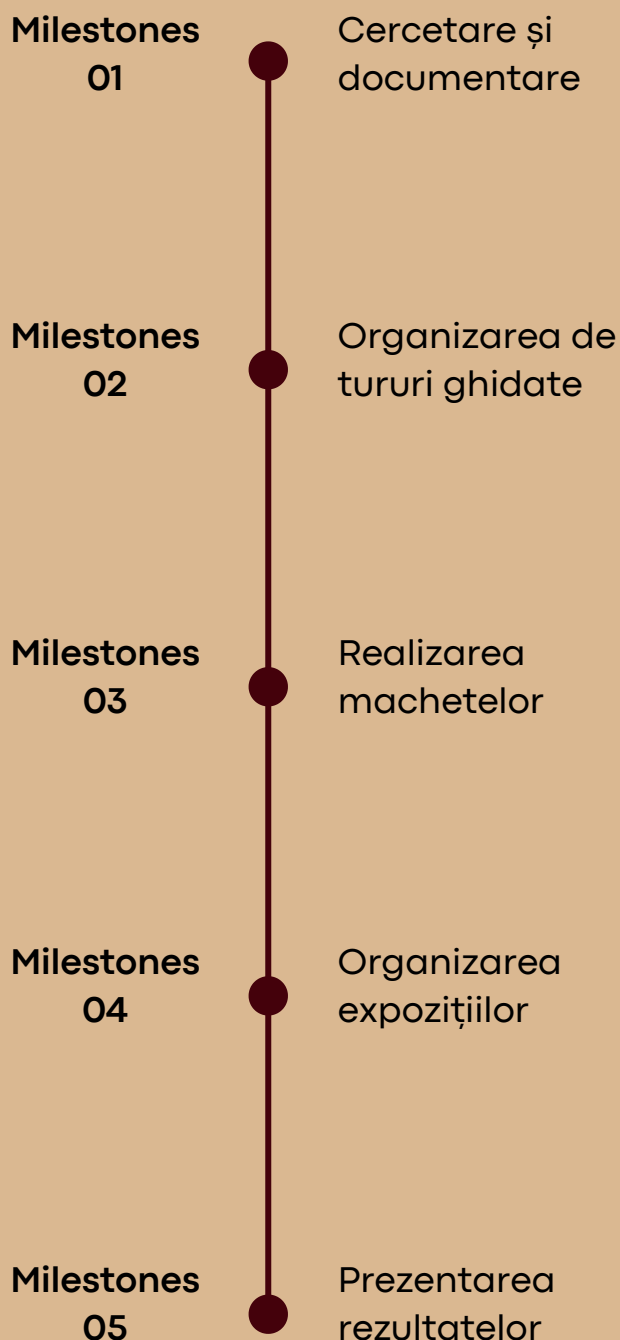 Milestones
01
Cercetare și
documentare
Milestones
02
Organizarea de
tururi ghidate
Milestones
03
Realizarea
machetelor
Milestones
04
Organizarea
expozițiilor
Milestones
05
Prezentarea
rezultatelor